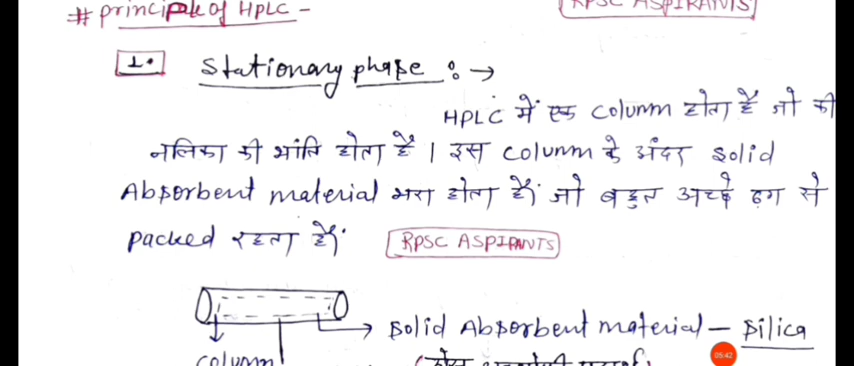 # principle of HPLC -
RPSC ASPIRANTS
1. Stationary phase :→
HPLC में एक column होता है जो की
नलिका की भांति होता है । इस column के अंदर solid
Absorbent material भरा होता है जो बहुत अच्छे ढग से
packed रहता है
RPSC ASPIRANTS
solid Absorbent material - silica
column
05:42